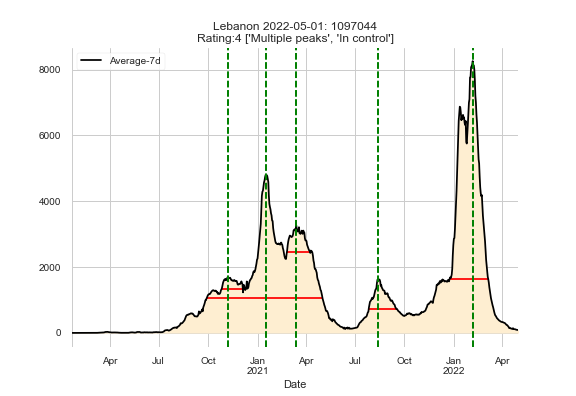 Lebanon 2022-05-01: 1097044
Rating:4 ['Multiple peaks', 'In control']
Average-7d
8000
6000
4000
2000
0
Apr
Jul
Oct
Jan
2021
Apr
Jul
Oct
Jan
2022
Apr
Date